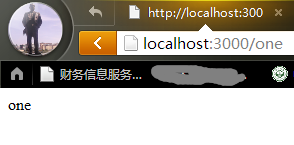 http://localhost:300
localhost:3000/one
财务信息服务...
one